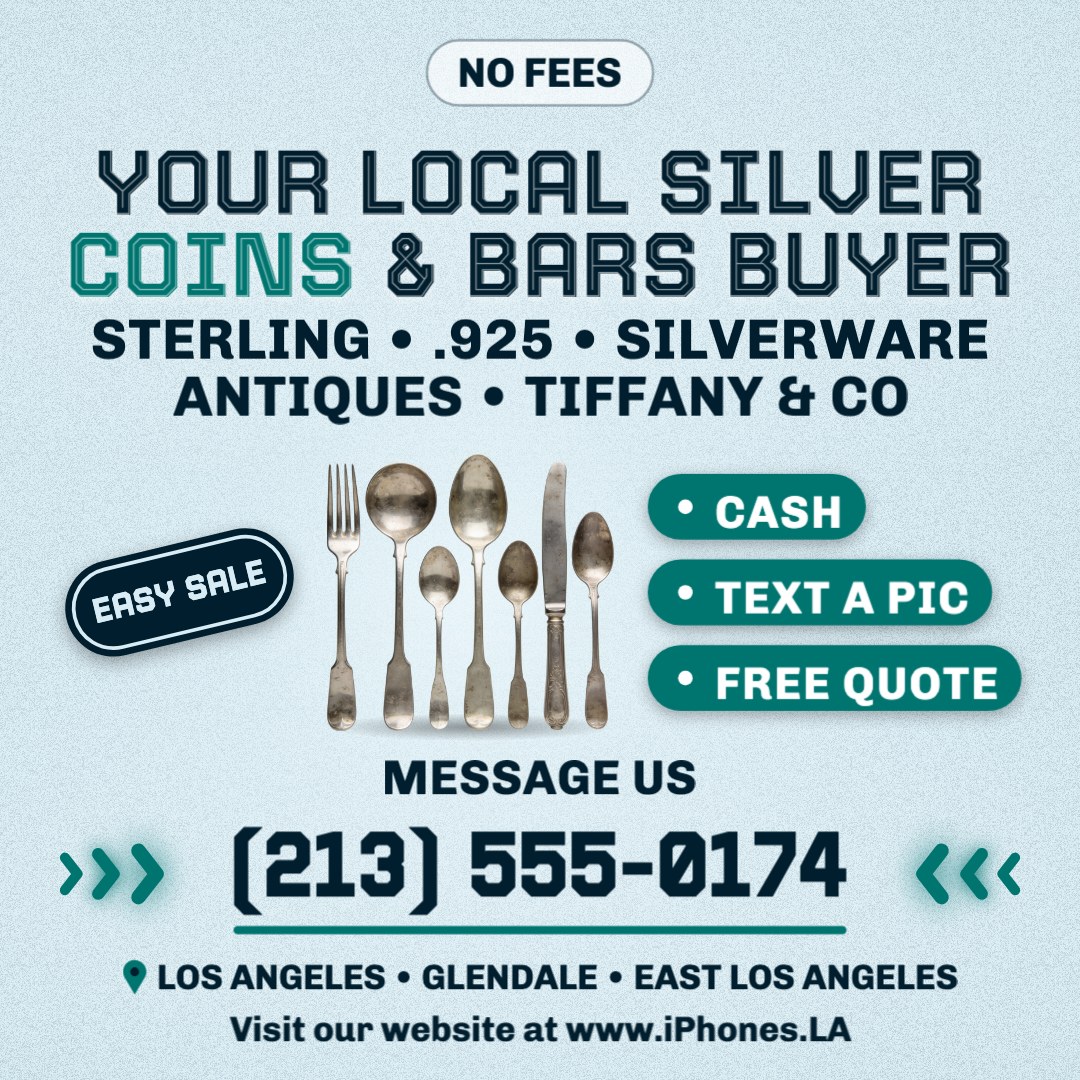 NO FEES
YOUR LOCAL SILVER
COINS & BARS BUYER
STERLING • .925 • SILVERWARE
ANTIQUES • TIFFANY & CO
EASY SALE
• CASH
• TEXT A PIC
• FREE QUOTE
MESSAGE US
(213) 555-0174
LOS ANGELES • GLENDALE • EAST LOS ANGELES
Visit our website at www.iPhones.LA